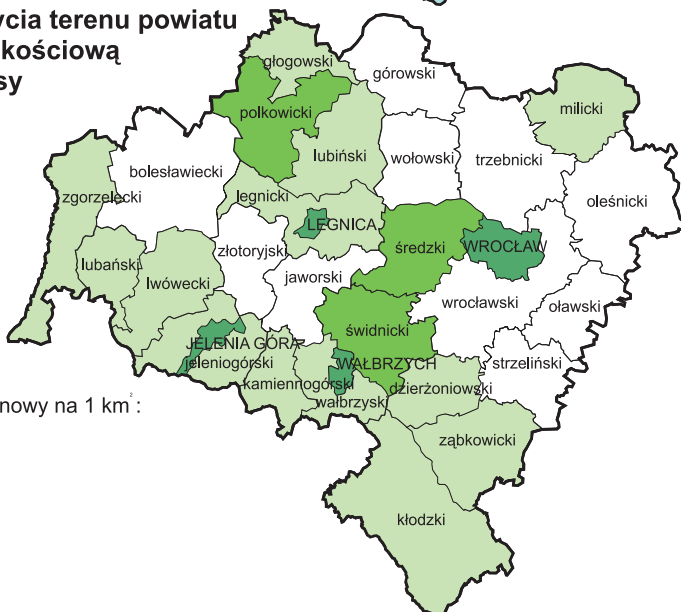 ycia terenu powiatu
kościową
sy
głogowski
górowski
polkowicki
milicki
lubiński
wołowski
trzebnicki
bolesławiecki
zgorzelecki
legnicki
oleśnicki
LEGNICA
złotoryjski
średzki
WROCŁAW
lubański
lwówecki
jaworski
wrocławski
oławski
świdnicki
JELENIA GÓRA
jeleniogórski
WAŁBRZYCH
strzeliński
kamiennogórski
dzierżoniowski
wałbrzyski
nowy na 1 km²:
ząbkowicki
kłodzki